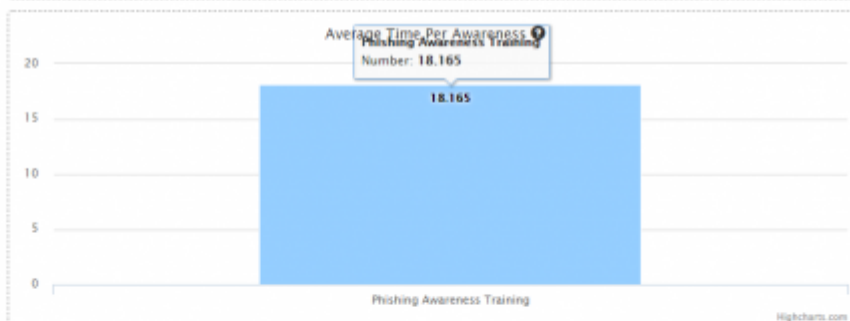 Average Time Per Awareness ?
Phishing Awareness Training
Number: 18.165
20
18.165
15
10
5
0
Phishing Awareness Training
Highcharts.com